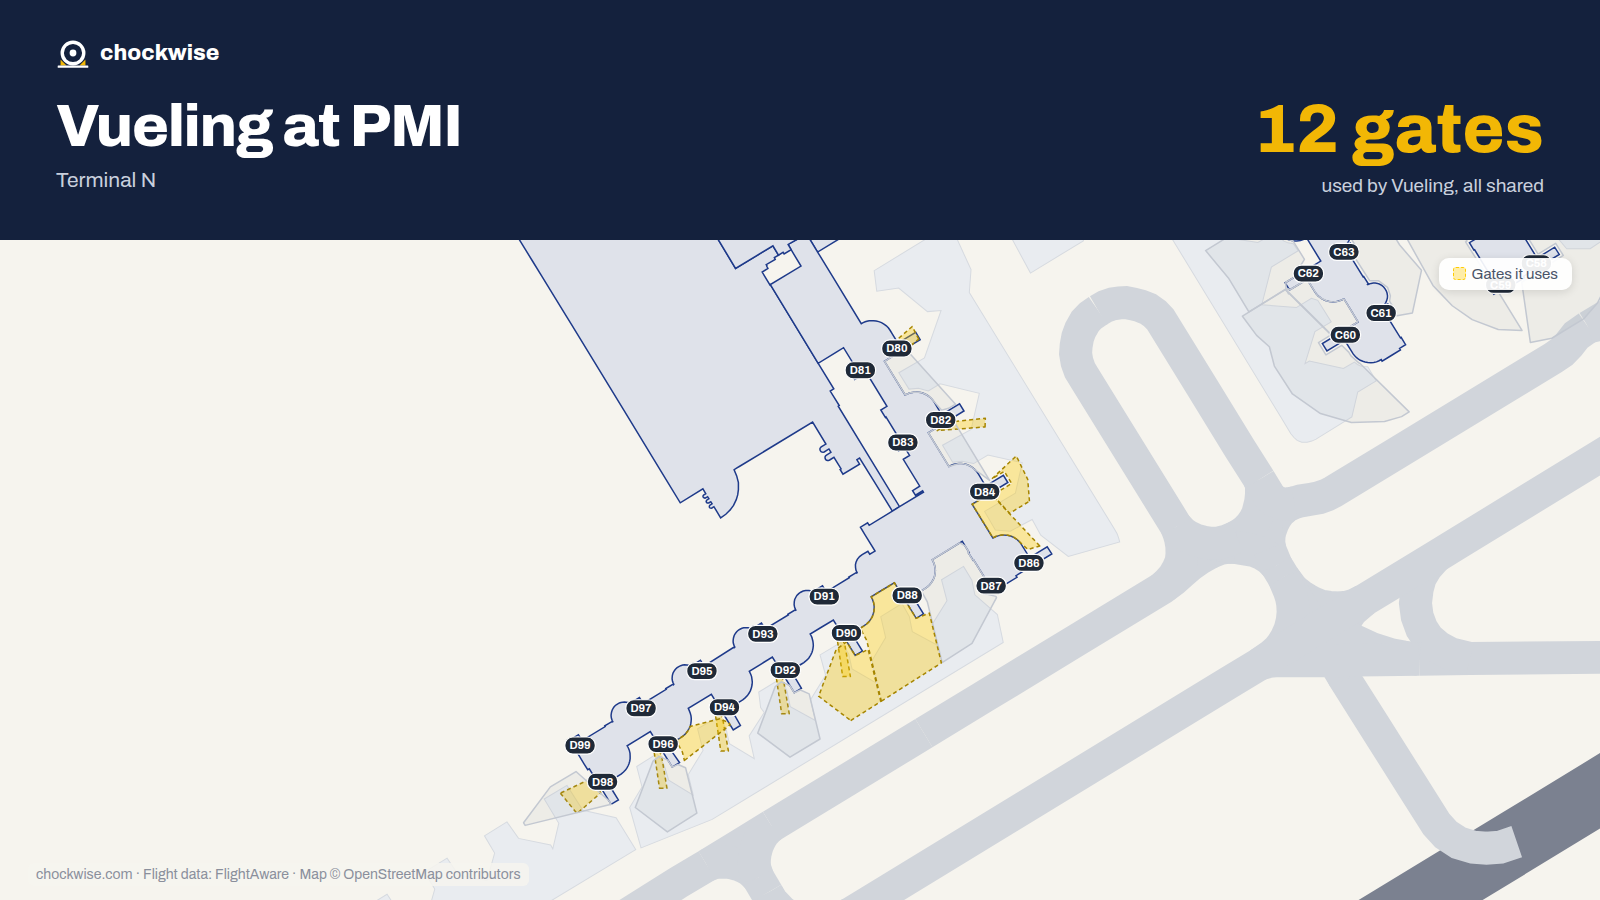 chockwise
Vueling at PMI
Terminal N
12 gates
used by Vueling, all shared
C63
C62
Gates it uses
C61
C60
D80
D81
D82
D83
D84
D86
D87
D88
D91
D90
D93
D92
D95
D94
D97
D96
D99
D98
chockwise.com · Flight data: FlightAware · Map © OpenStreetMap contributors